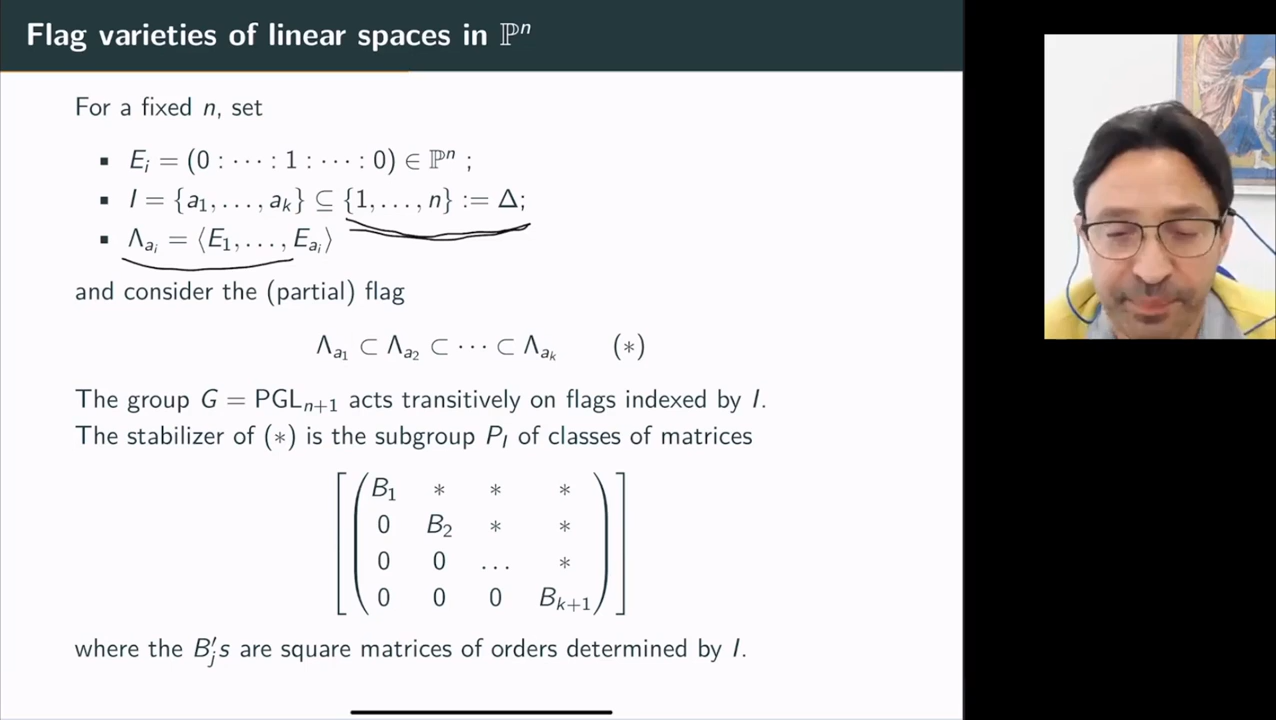 Flag varieties of linear spaces in ℙⁿ
For a fixed n, set
▪ Eᵢ = (0 : ⋯ : 1 : ⋯ : 0) ∈ ℙⁿ ;
▪ I = {a₁, …, aₖ} ⊆ {1, …, n} := Δ;
▪ Λ_{aᵢ} = ⟨E₁, …, E_{aᵢ}⟩
and consider the (partial) flag
Λ_{a₁} ⊂ Λ_{a₂} ⊂ ⋯ ⊂ Λ_{aₖ} (∗)
The group G = PGLₙ₊₁ acts transitively on flags indexed by I.
The stabilizer of (∗) is the subgroup P_I of classes of matrices
B₁ ∗ ∗ ∗
0 B₂ ∗ ∗
0 0 … ∗
0 0 0 Bₖ₊₁
where the B′ⱼs are square matrices of orders determined by I.